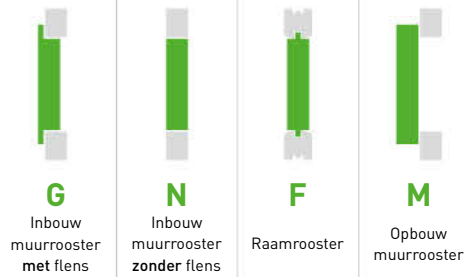 G
Inbouw
muurrooster
met flens
N
Inbouw
muurrooster
zonder flens
F
Raamrooster
M
Opbouw
muurrooster